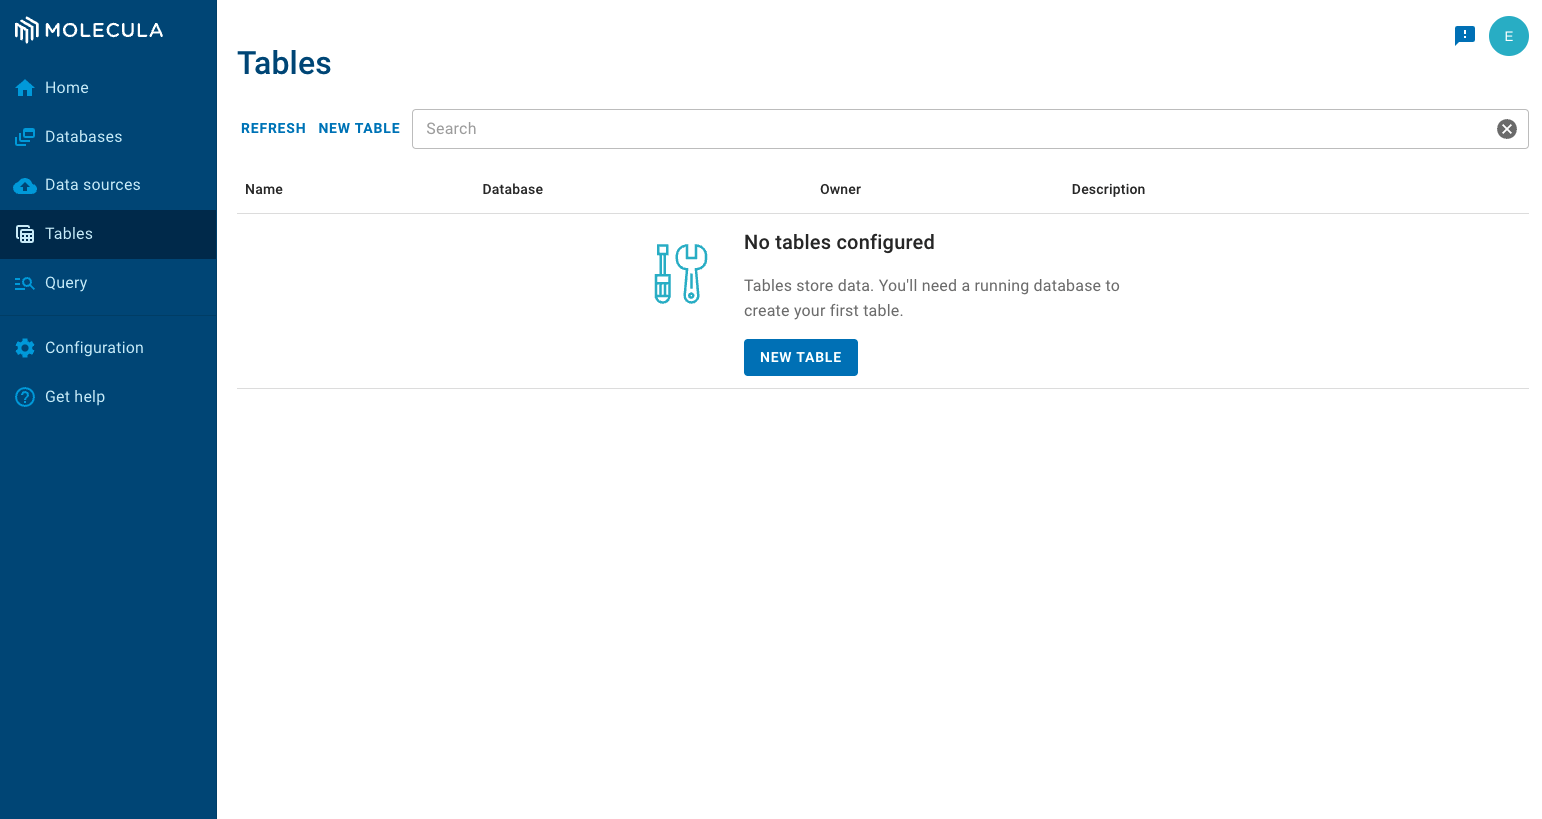 MOLECULA
Home
Databases
Data sources
Tables
Query
Configuration
Get help
E
Tables
REFRESH NEW TABLE Search
Name Database Owner Description
No tables configured
Tables store data. You'll need a running database to
create your first table.
NEW TABLE